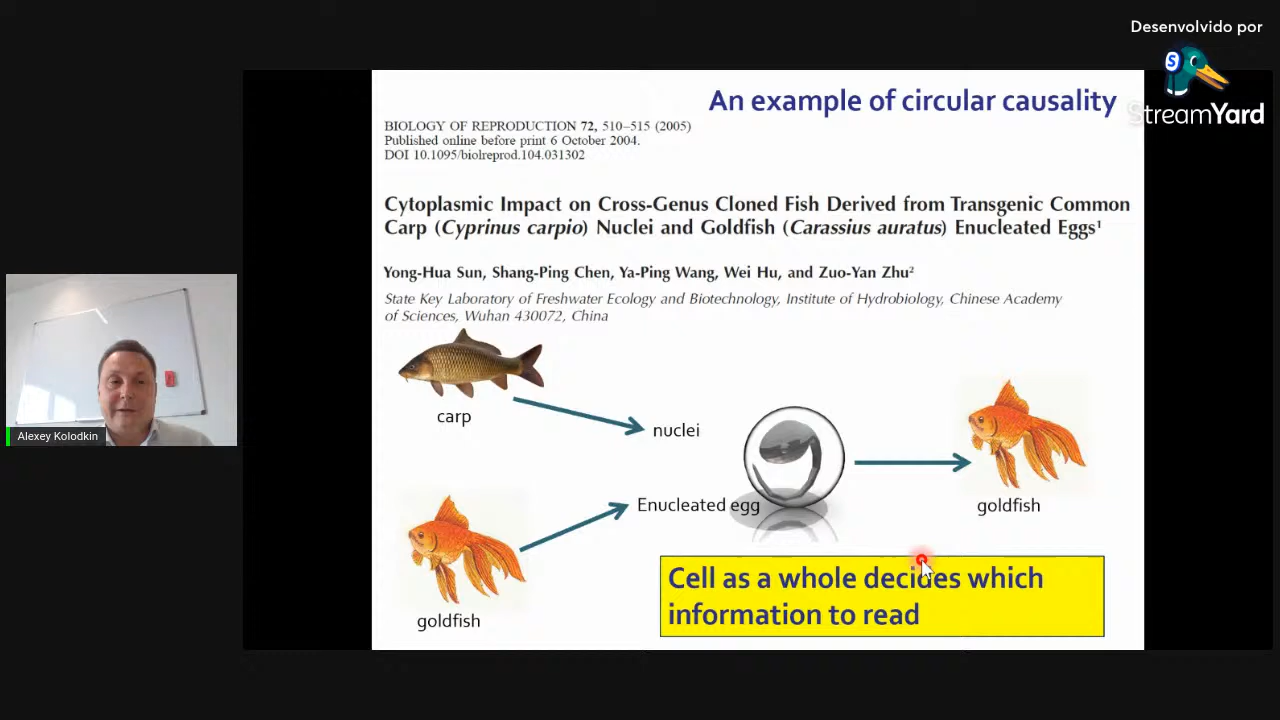 Desenvolvido por
S
StreamYard
An example of circular causality
BIOLOGY OF REPRODUCTION 72, 510–515 (2005)
Published online before print 6 October 2004.
DOI 10.1095/biolreprod.104.031302
Cytoplasmic Impact on Cross-Genus Cloned Fish Derived from Transgenic Common
Carp (Cyprinus carpio) Nuclei and Goldfish (Carassius auratus) Enucleated Eggs¹
Yong-Hua Sun, Shang-Ping Chen, Ya-Ping Wang, Wei Hu, and Zuo-Yan Zhu²
State Key Laboratory of Freshwater Ecology and Biotechnology, Institute of Hydrobiology, Chinese Academy
of Sciences, Wuhan 430072, China
carp
nuclei
Alexey Kolodkin
Enucleated egg
goldfish
goldfish
Cell as a whole decides which
information to read